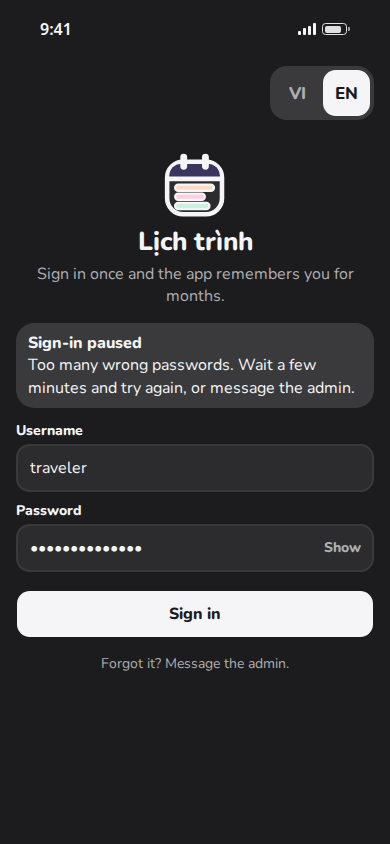 9:41
VI
EN
Lịch trình
Sign in once and the app remembers you for
months.
Sign-in paused
Too many wrong passwords. Wait a few
minutes and try again, or message the admin.
Username
traveler
Password
••••••••••••••
Show
Sign in
Forgot it? Message the admin.